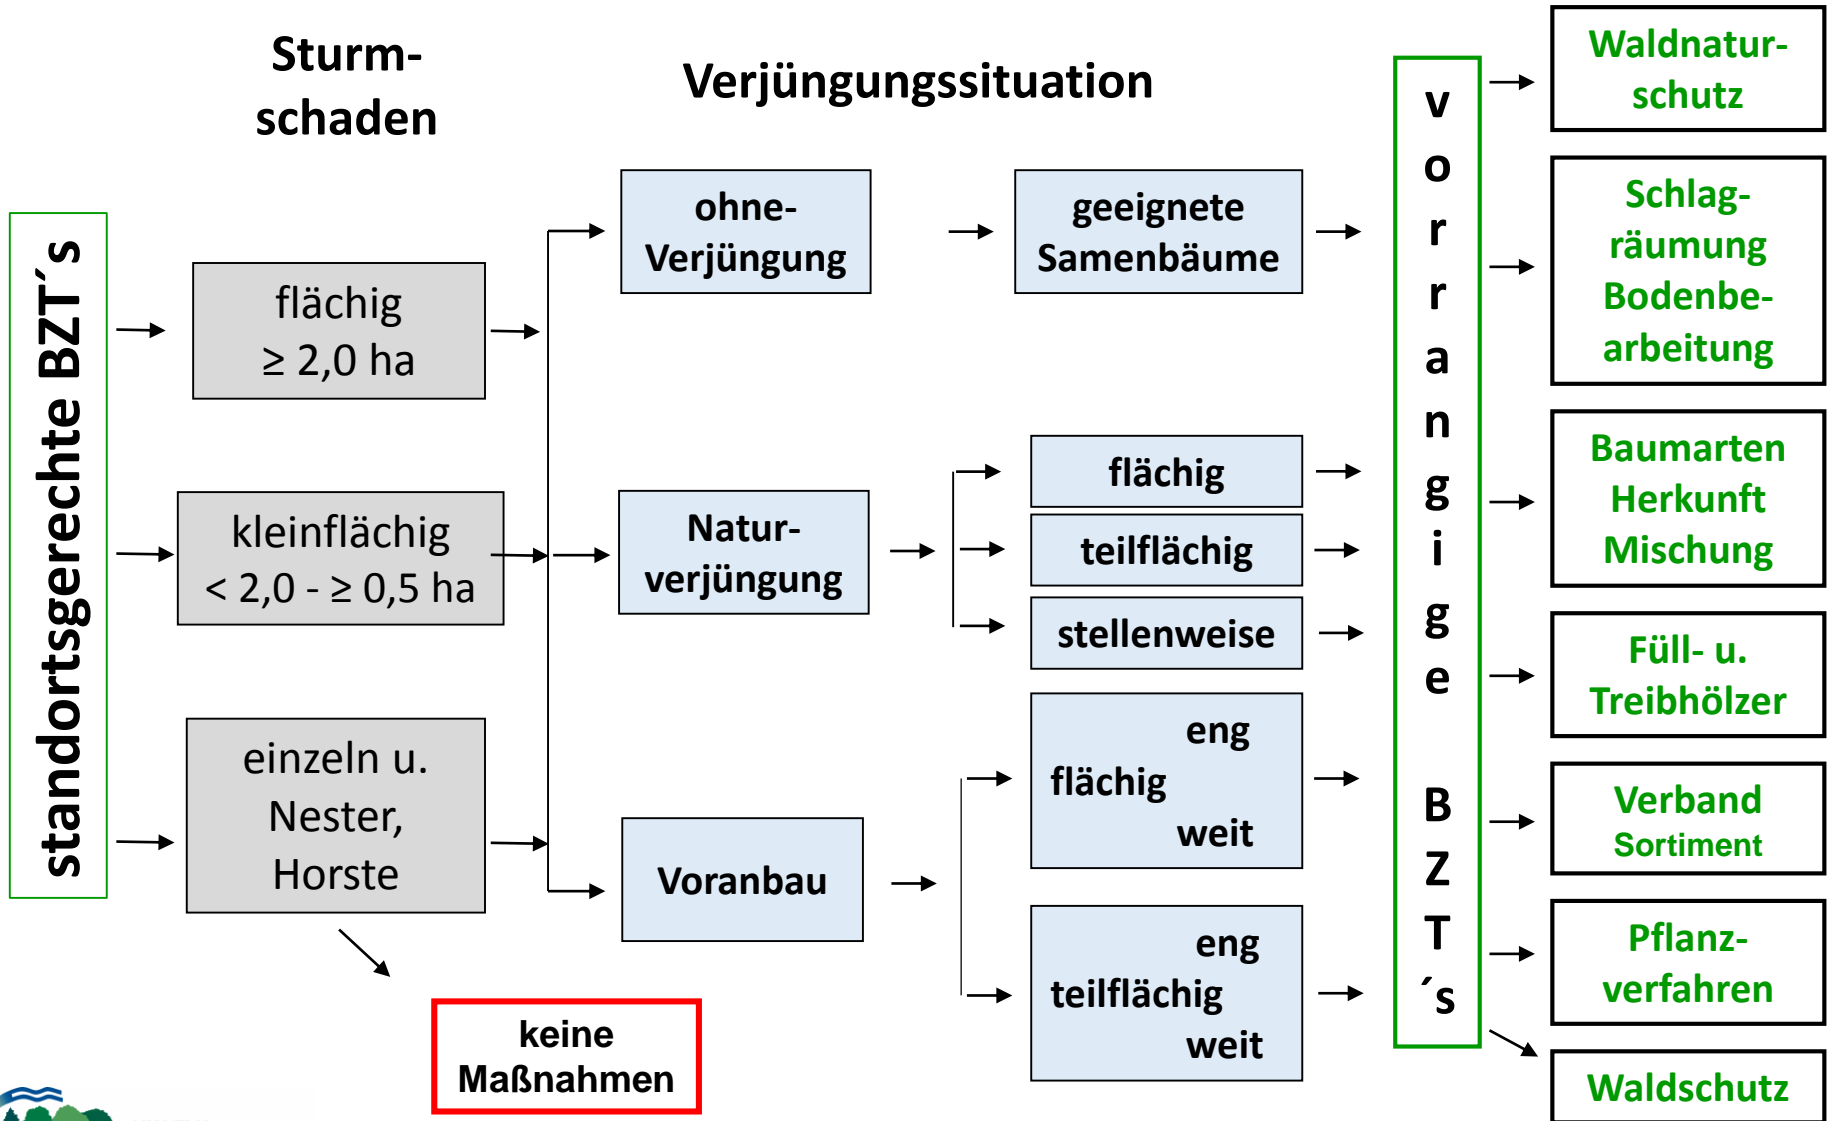 Sturm-
schaden
Verjüngungssituation
standortsgerechte BZT´s
flächig
≥ 2,0 ha
kleinflächig
< 2,0 - ≥ 0,5 ha
einzeln u.
Nester,
Horste
keine
Maßnahmen
ohne-
Verjüngung
geeignete
Samenbäume
Natur-
verjüngung
flächig
teilflächig
stellenweise
Voranbau
eng
flächig
weit
eng
teilflächig
weit
vorrangige BZT´s
Waldnatur-
schutz
Schlag-
räumung
Bodenbe-
arbeitung
Baumarten
Herkunft
Mischung
Füll- u.
Treibhölzer
Verband
Sortiment
Pflanz-
verfahren
Waldschutz